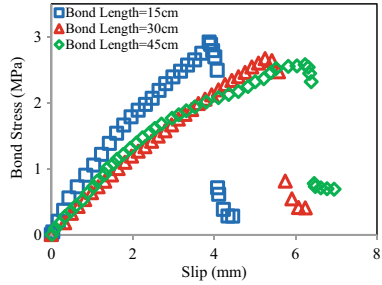 Bond Length=15cm
Bond Length=30cm
Bond Length=45cm
3
2
1
0
0
2
4
6
8
Bond Stress (MPa)
Slip (mm)